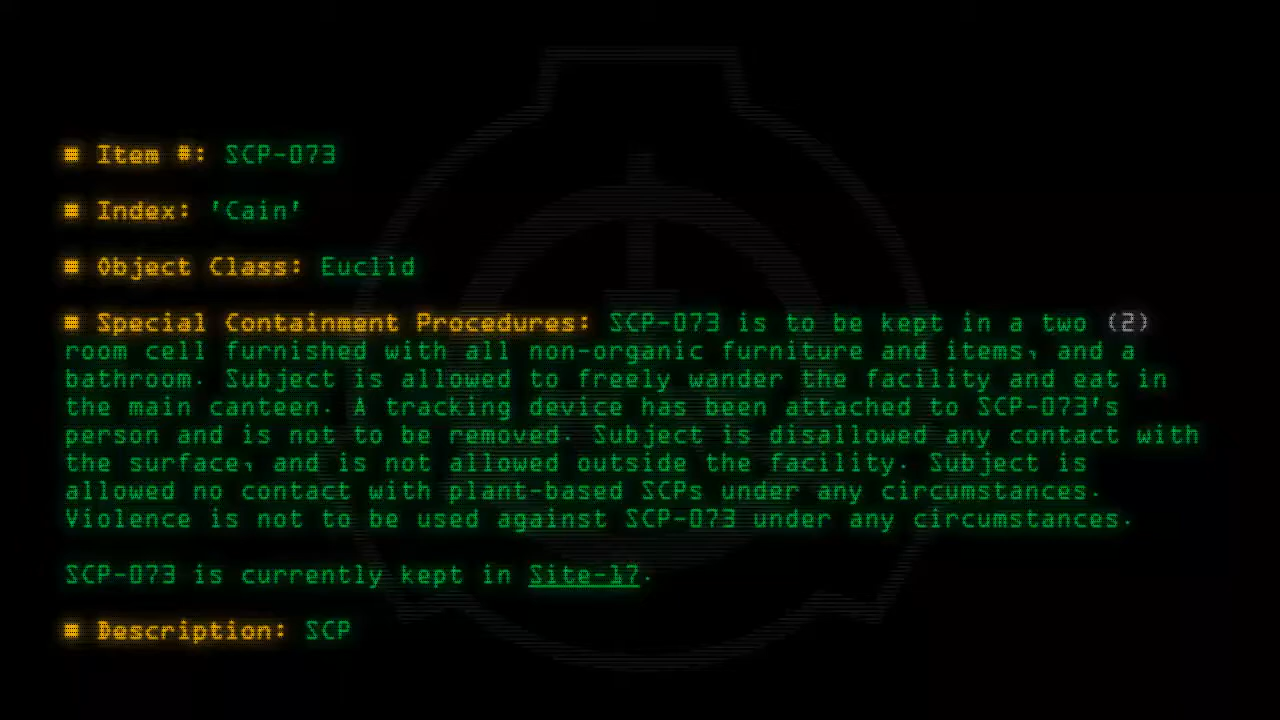 ■ Item #: SCP-073
■ Index: 'Cain'
■ Object Class: Euclid
■ Special Containment Procedures: SCP-073 is to be kept in a two (2)
room cell furnished with all non-organic furniture and items, and a
bathroom. Subject is allowed to freely wander the facility and eat in
the main canteen. A tracking device has been attached to SCP-073's
person and is not to be removed. Subject is disallowed any contact with
the surface, and is not allowed outside the facility. Subject is
allowed no contact with plant-based SCPs under any circumstances.
Violence is not to be used against SCP-073 under any circumstances.
SCP-073 is currently kept in Site-17.
■ Description: SCP